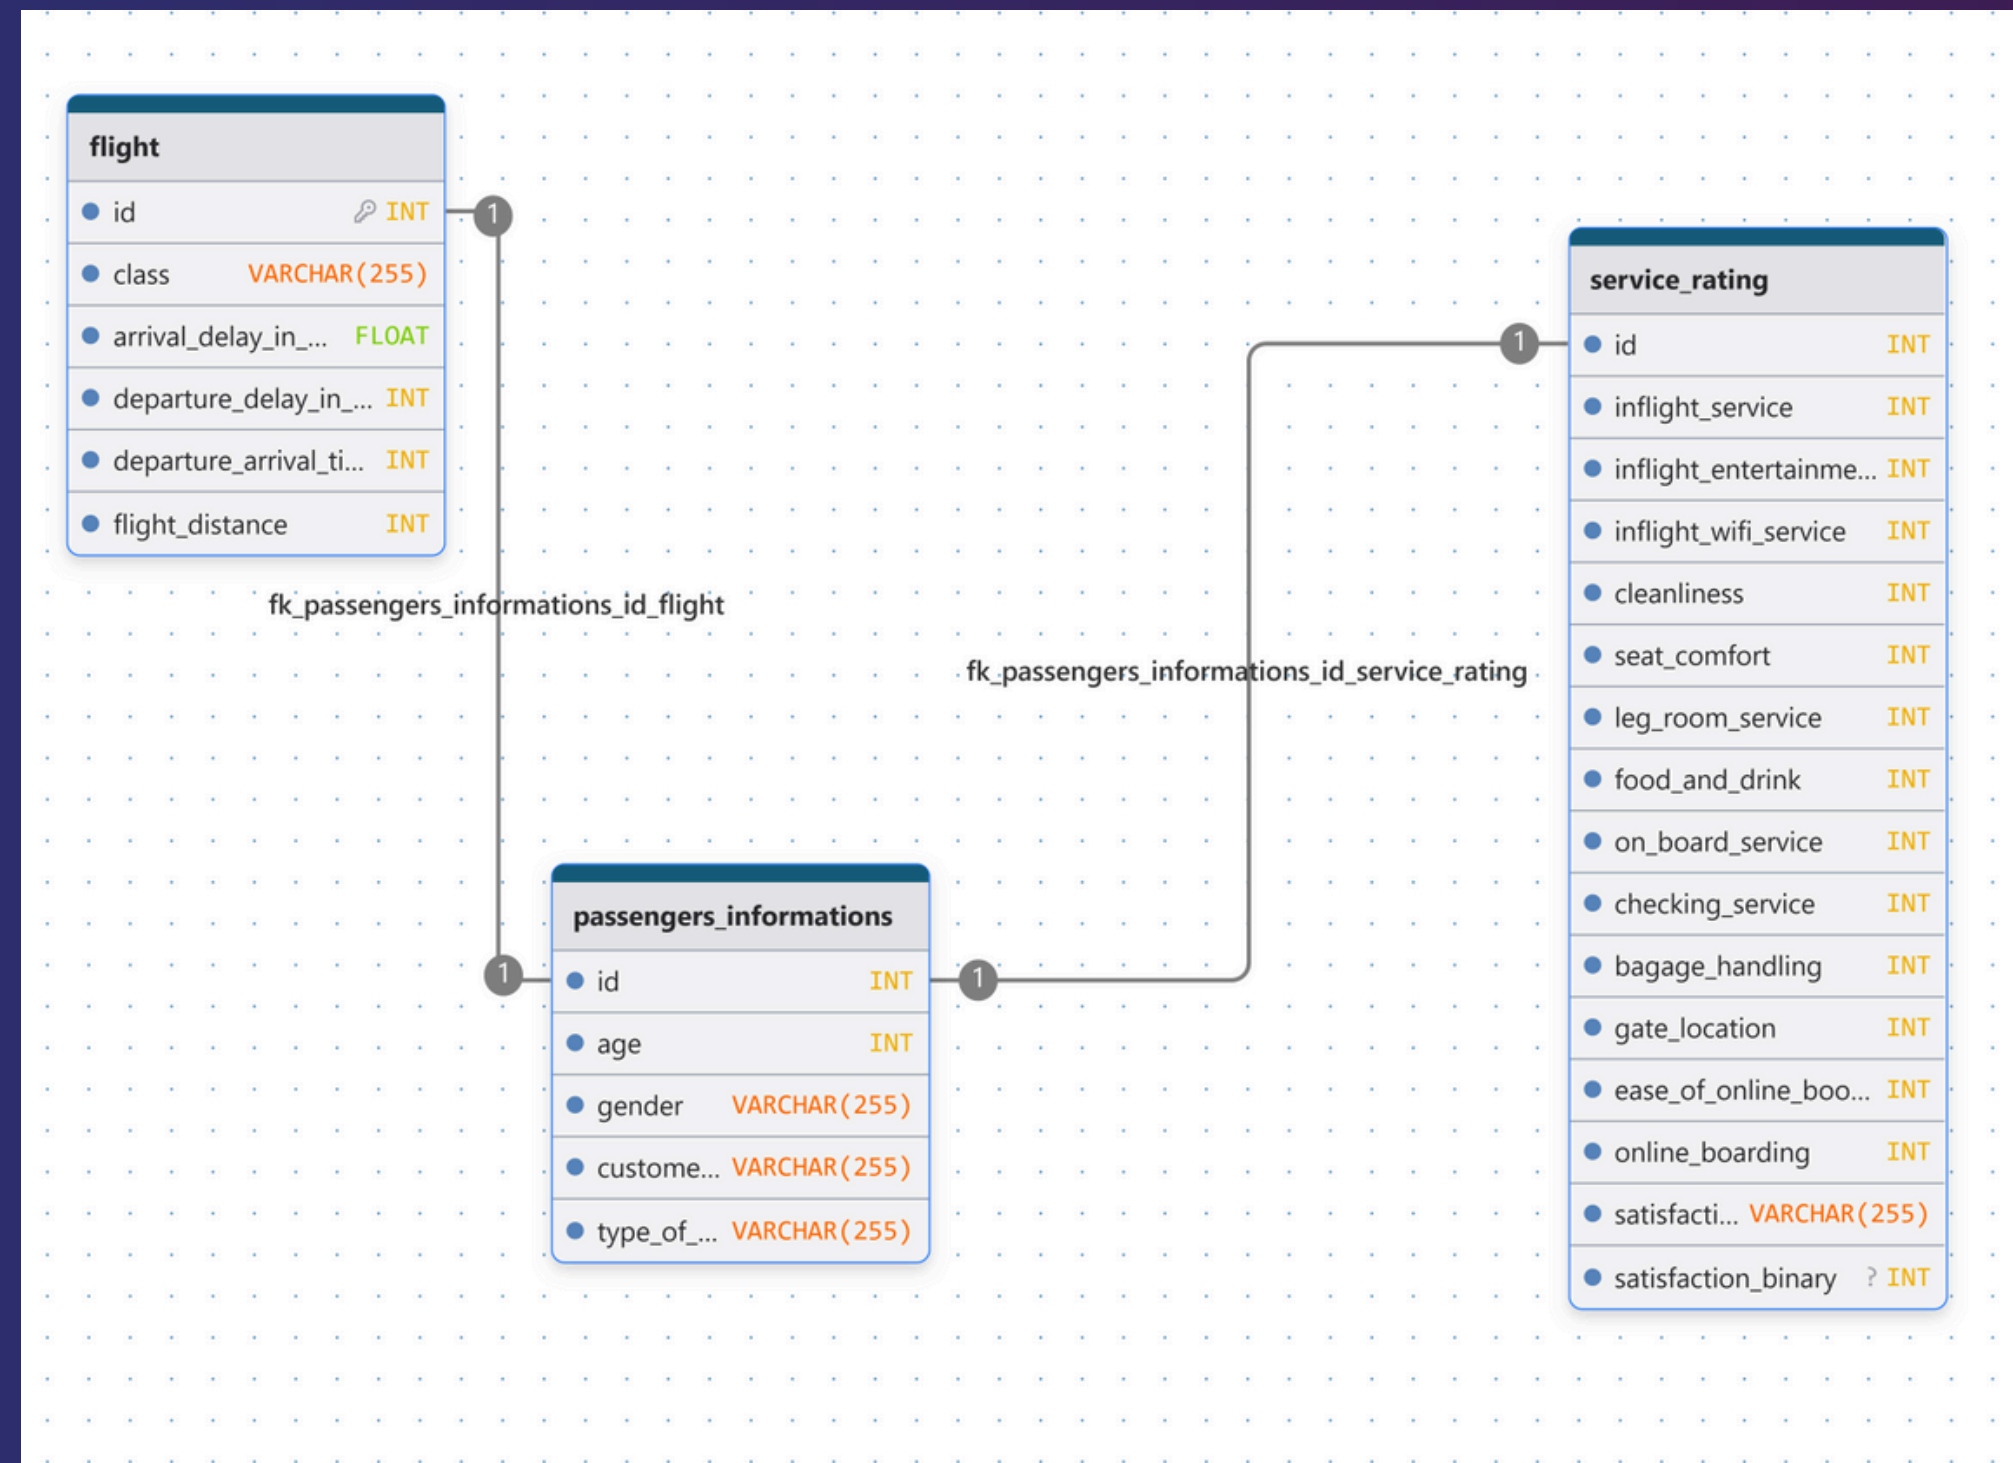 flight
id INT
class VARCHAR(255)
arrival_delay_in_... FLOAT
departure_delay_in_... INT
departure_arrival_ti... INT
flight_distance INT
1
fk_passengers_informations_id_flight
1
passengers_informations
id INT
age INT
gender VARCHAR(255)
custome... VARCHAR(255)
type_of_... VARCHAR(255)
1
fk_passengers_informations_id_service_rating
1
service_rating
id INT
inflight_service INT
inflight_entertainme... INT
inflight_wifi_service INT
cleanliness INT
seat_comfort INT
leg_room_service INT
food_and_drink INT
on_board_service INT
checking_service INT
bagage_handling INT
gate_location INT
ease_of_online_boo... INT
online_boarding INT
satisfacti... VARCHAR(255)
satisfaction_binary ? INT